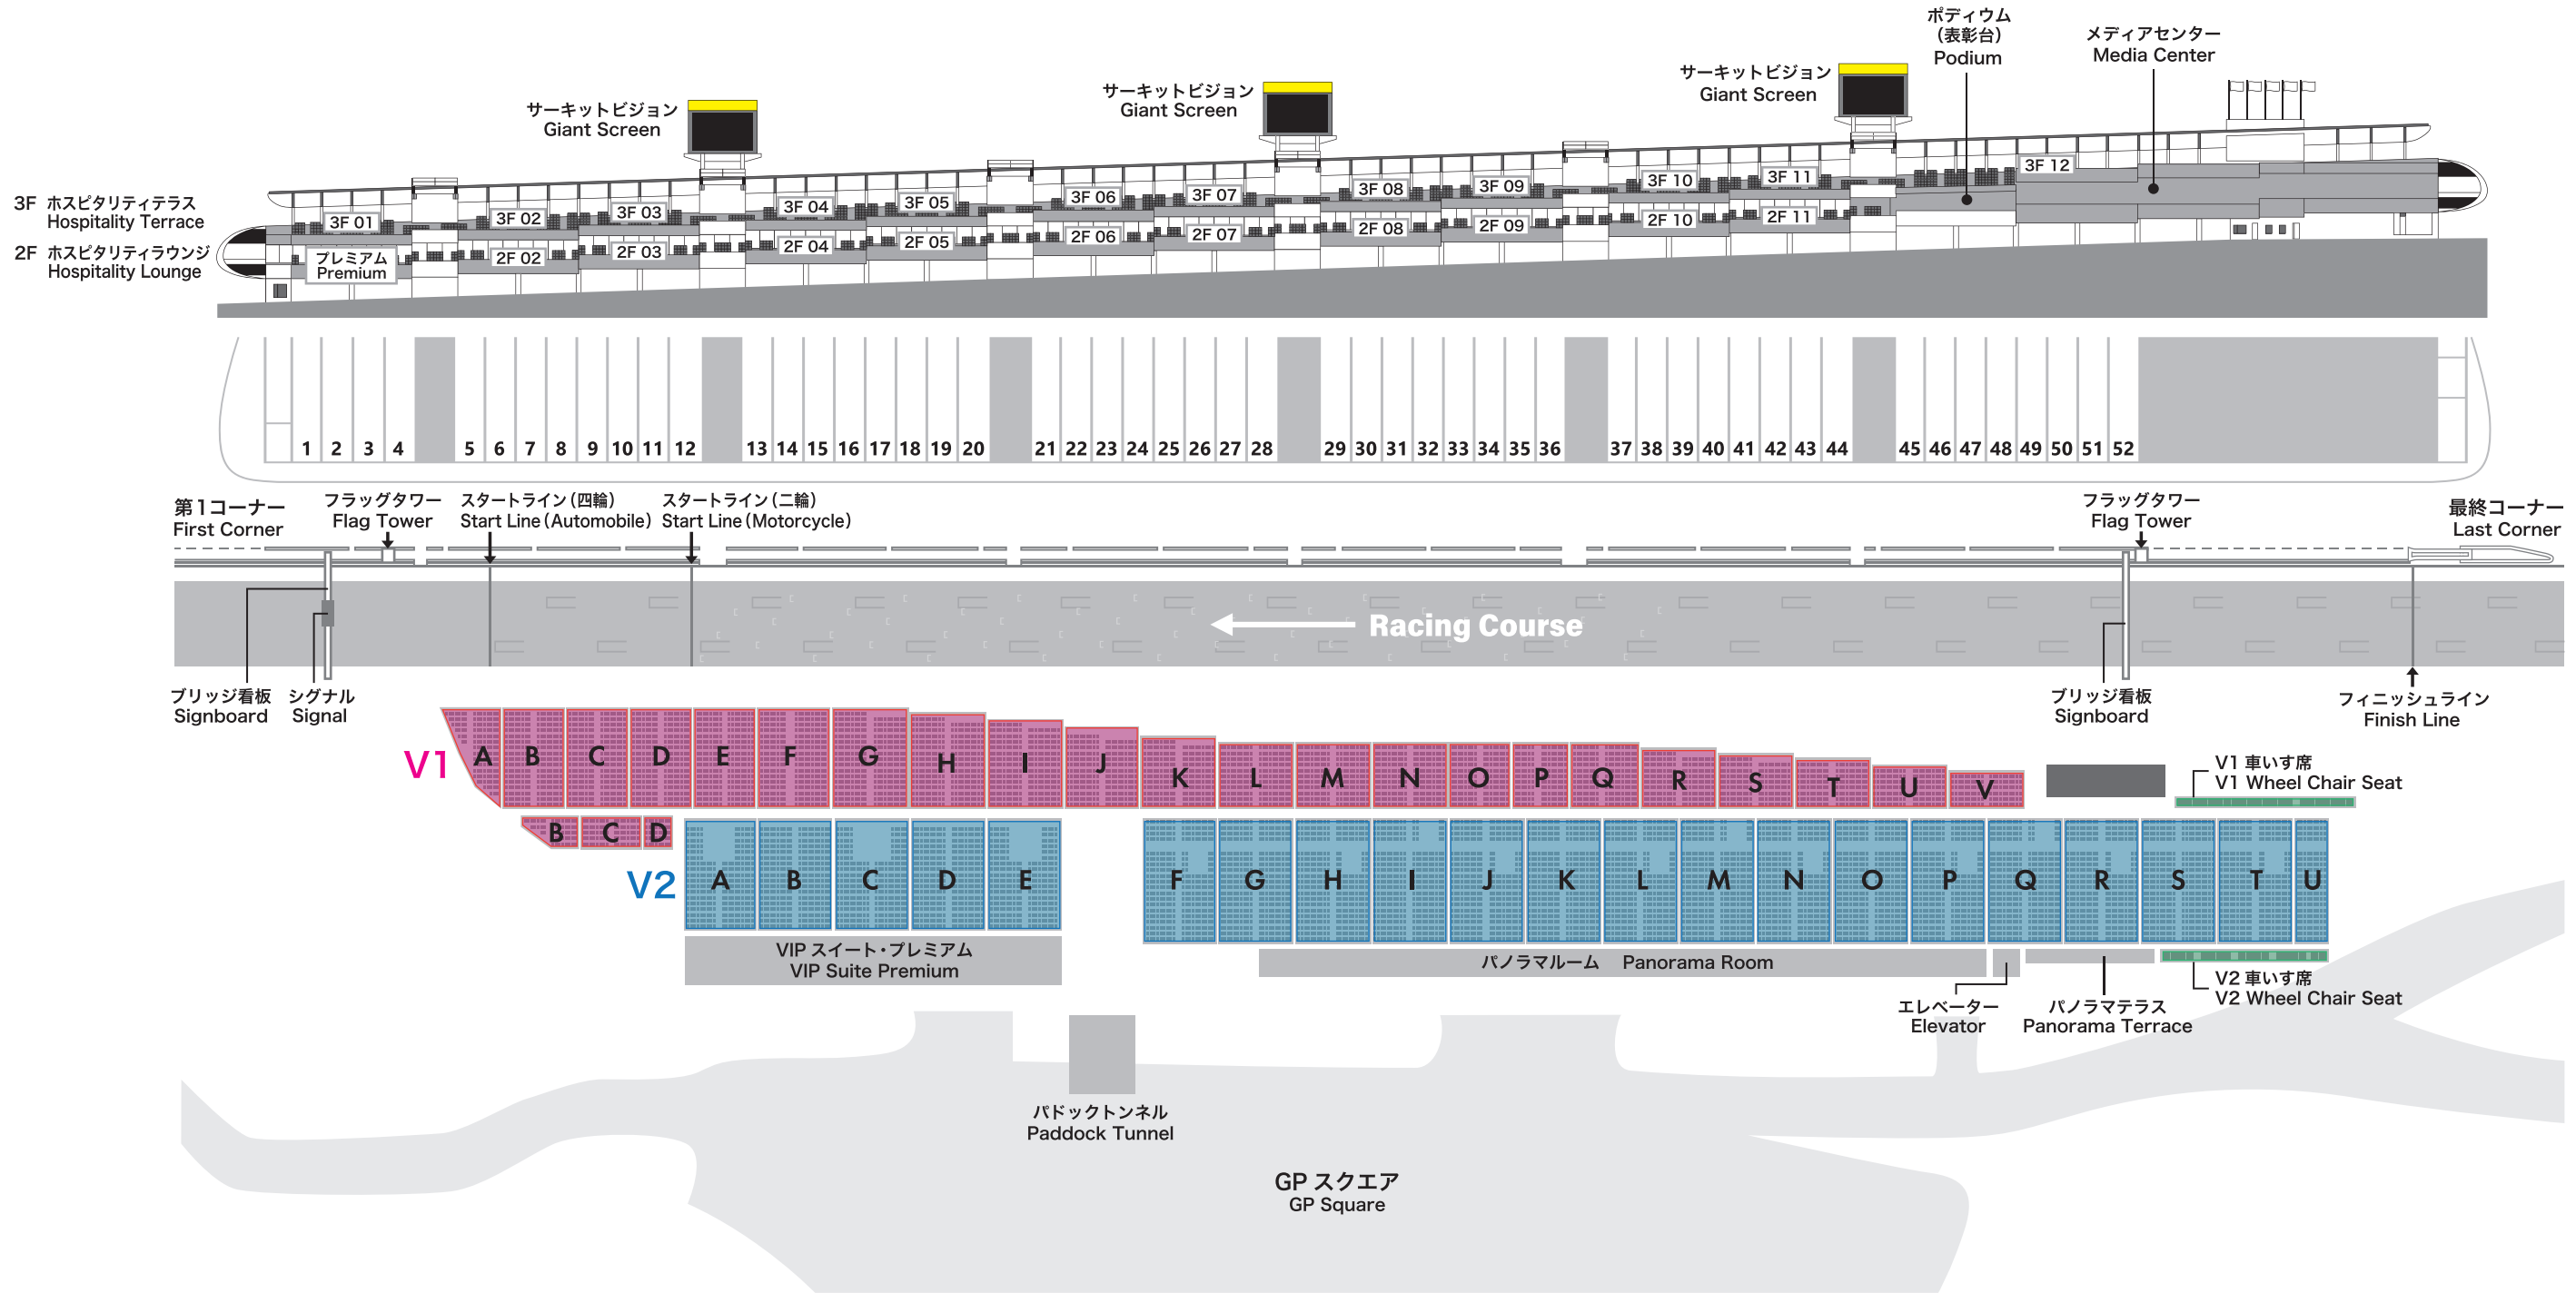 ポディウム
（表彰台）
Podium
メディアセンター
Media Center
サーキットビジョン
Giant Screen
サーキットビジョン
Giant Screen
サーキットビジョン
Giant Screen
3F ホスピタリティテラス
Hospitality Terrace
2F ホスピタリティラウンジ
Hospitality Lounge
3F 01
3F 02
3F 03
3F 04
3F 05
3F 06
3F 07
3F 08
3F 09
3F 10
3F 11
3F 12
プレミアム
Premium
2F 02
2F 03
2F 04
2F 05
2F 06
2F 07
2F 08
2F 09
2F 10
2F 11
1 2 3 4 5 6 7 8 9 10 11 12 13 14 15 16 17 18 19 20 21 22 23 24 25 26 27 28 29 30 31 32 33 34 35 36 37 38 39 40 41 42 43 44 45 46 47 48 49 50 51 52
第1コーナー
First Corner
フラッグタワー
Flag Tower
スタートライン（四輪）
Start Line（Automobile）
スタートライン（二輪）
Start Line（Motorcycle）
フラッグタワー
Flag Tower
最終コーナー
Last Corner
Racing Course
ブリッジ看板
Signboard
シグナル
Signal
ブリッジ看板
Signboard
フィニッシュライン
Finish Line
V1
A B C D E F G H I J K L M N O P Q R S T U V
B C D
V1 車いす席
V1 Wheel Chair Seat
V2
A B C D E F G H I J K L M N O P Q R S T U
VIP スイート・プレミアム
VIP Suite Premium
パノラマルーム Panorama Room
エレベーター
Elevator
パノラマテラス
Panorama Terrace
V2 車いす席
V2 Wheel Chair Seat
パドックトンネル
Paddock Tunnel
GP スクエア
GP Square